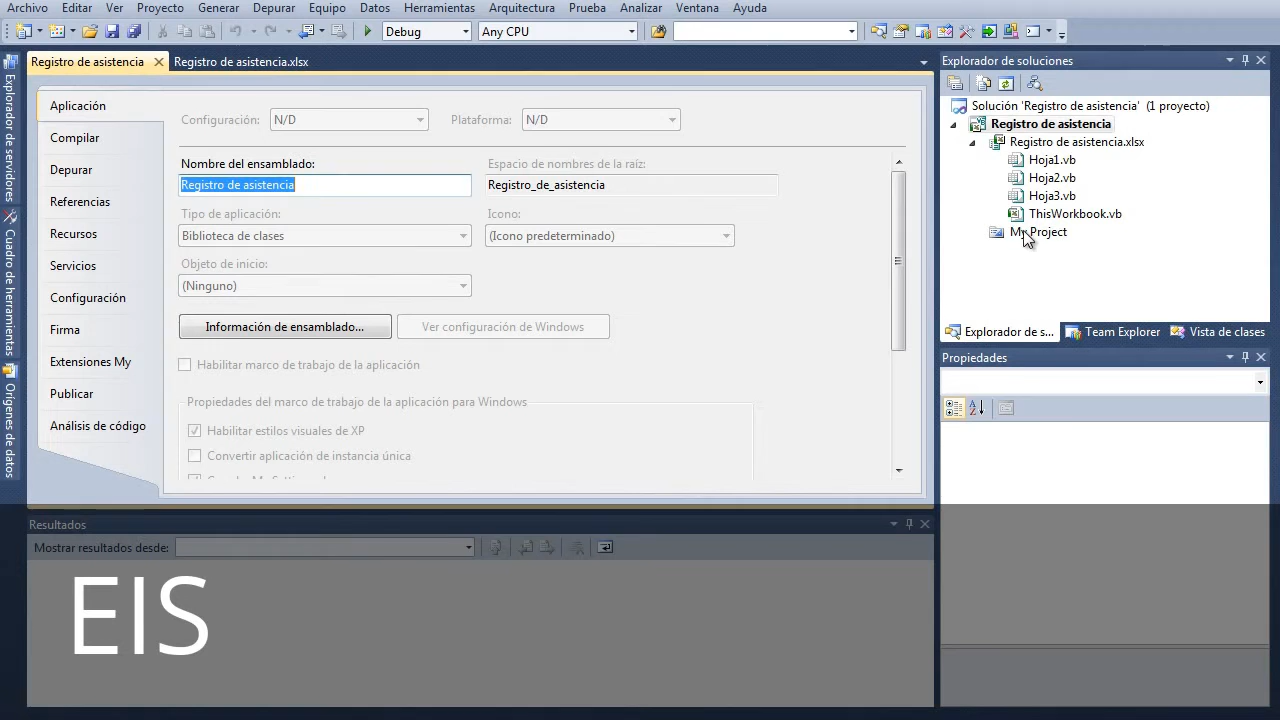 Archivo Editar Ver Proyecto Generar Depurar Equipo Datos Herramientas Arquitectura Prueba Analizar Ventana Ayuda
Debug Any CPU
Registro de asistencia Registro de asistencia.xlsx
Explorador de servidores
Cuadro de herramientas
Orígenes de datos
Aplicación
Compilar
Depurar
Referencias
Recursos
Servicios
Configuración
Firma
Extensiones My
Publicar
Análisis de código
Configuración: N/D Plataforma: N/D
Nombre del ensamblado: Espacio de nombres de la raíz:
Registro de asistencia Registro_de_asistencia
Tipo de aplicación: Icono:
Biblioteca de clases (Icono predeterminado)
Objeto de inicio:
(Ninguno)
Información de ensamblado... Ver configuración de Windows
Habilitar marco de trabajo de la aplicación
Propiedades del marco de trabajo de la aplicación para Windows
Habilitar estilos visuales de XP
Convertir aplicación de instancia única
Explorador de soluciones
Solución 'Registro de asistencia' (1 proyecto)
Registro de asistencia
Registro de asistencia.xlsx
Hoja1.vb
Hoja2.vb
Hoja3.vb
ThisWorkbook.vb
My Project
Explorador de s... Team Explorer Vista de clases
Propiedades
Resultados
Mostrar resultados desde:
EIS